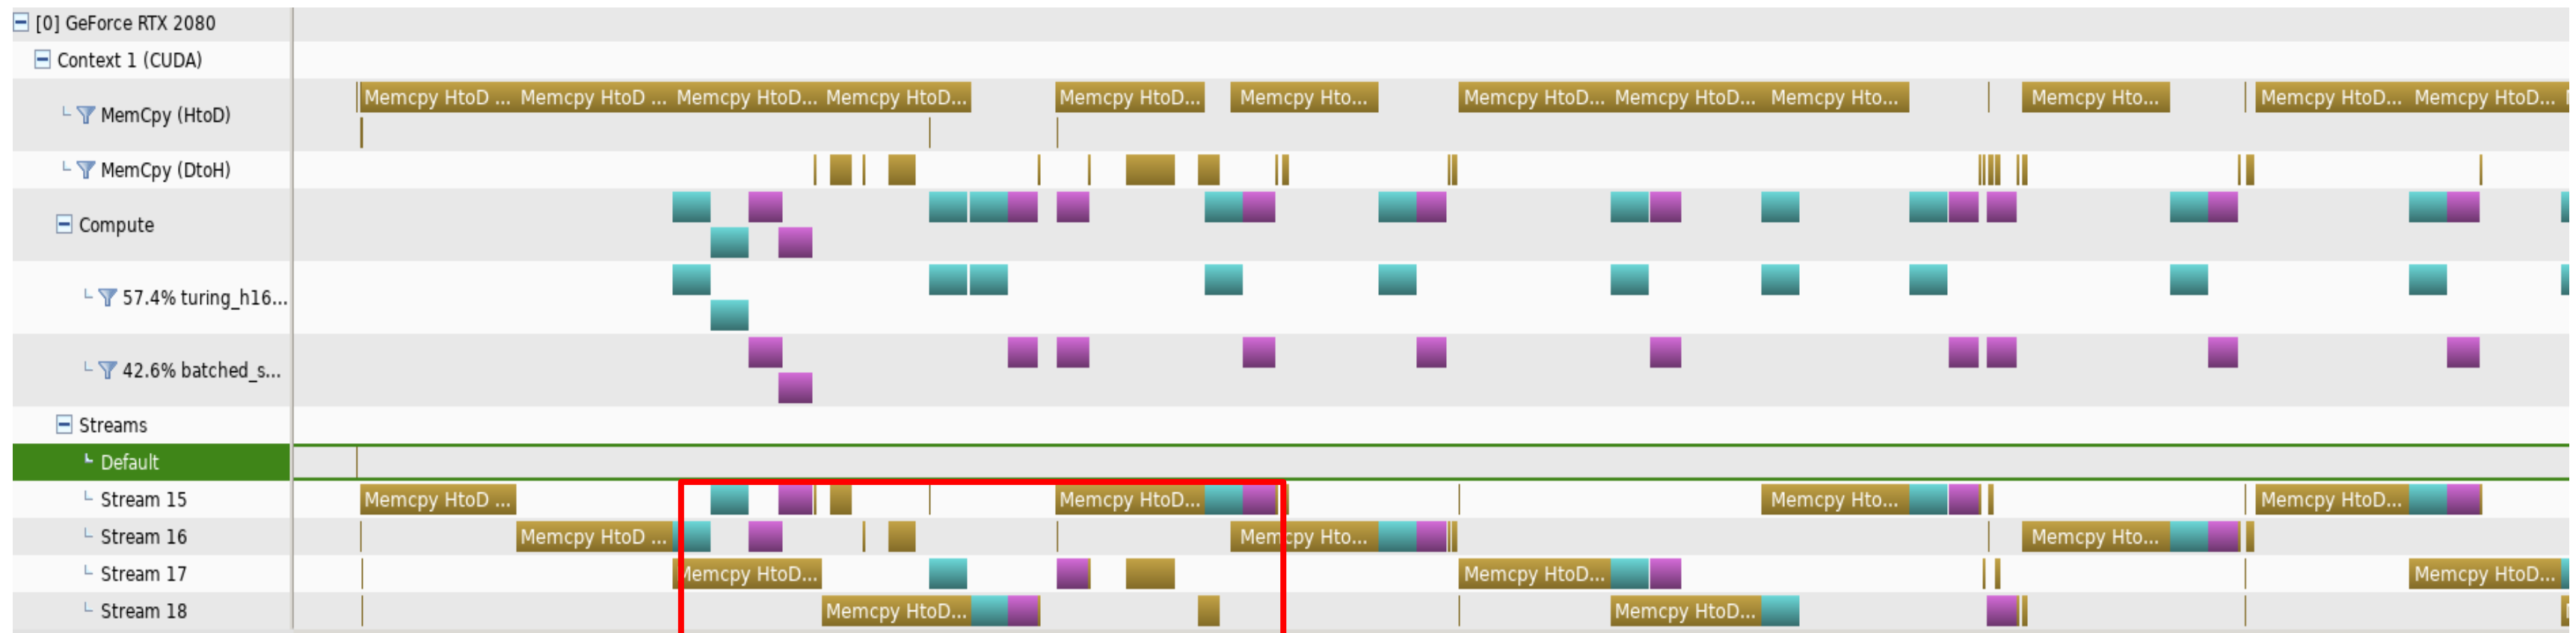 [0] GeForce RTX 2080
Context 1 (CUDA)
MemCpy (HtoD)
Memcpy HtoD ... Memcpy HtoD ... Memcpy HtoD... Memcpy HtoD... Memcpy HtoD... Memcpy Hto... Memcpy HtoD... Memcpy HtoD... Memcpy Hto... Memcpy Hto... Memcpy HtoD... Memcpy HtoD...
MemCpy (DtoH)
Compute
57.4% turing_h16...
42.6% batched_s...
Streams
Default
Stream 15 Memcpy HtoD ... Memcpy HtoD... Memcpy Hto... Memcpy HtoD...
Stream 16 Memcpy HtoD ... Memcpy Hto... Memcpy Hto...
Stream 17 Memcpy HtoD... Memcpy HtoD... Memcpy HtoD...
Stream 18 Memcpy HtoD... Memcpy HtoD...